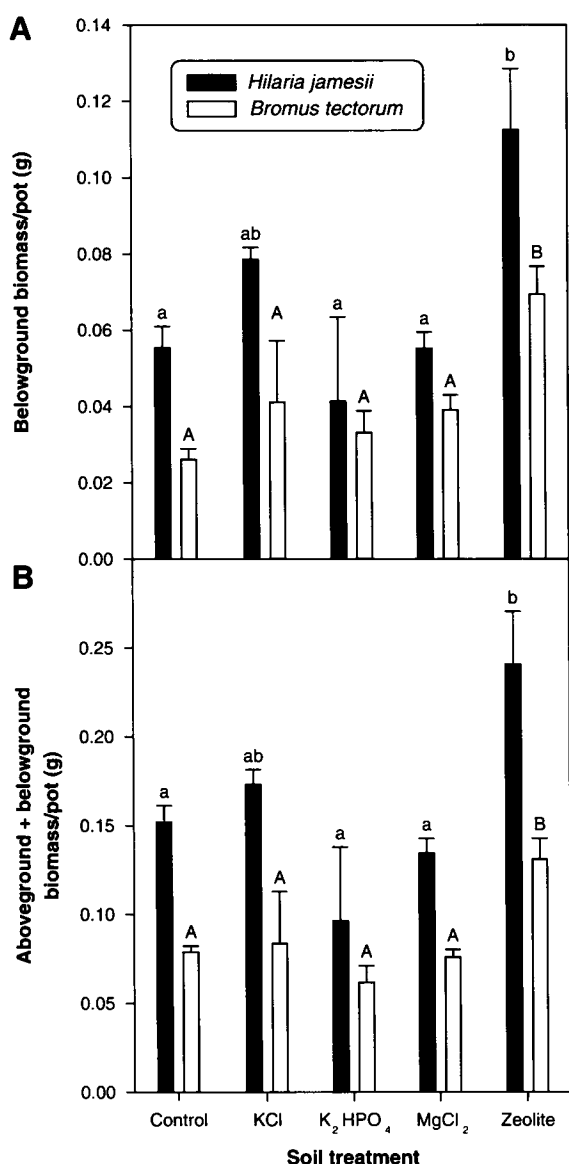 A
0.14
0.12
0.10
0.08
0.06
0.04
0.02
0.00
Belowground biomass/pot (g)
Hilaria jamesii
Bromus tectorum
a
A
ab
A
a
A
a
A
b
B
B
0.25
0.20
0.15
0.10
0.05
0.00
Aboveground + belowground
biomass/pot (g)
a
A
ab
A
a
A
a
A
b
B
Control KCl K₂HPO₄ MgCl₂ Zeolite
Soil treatment